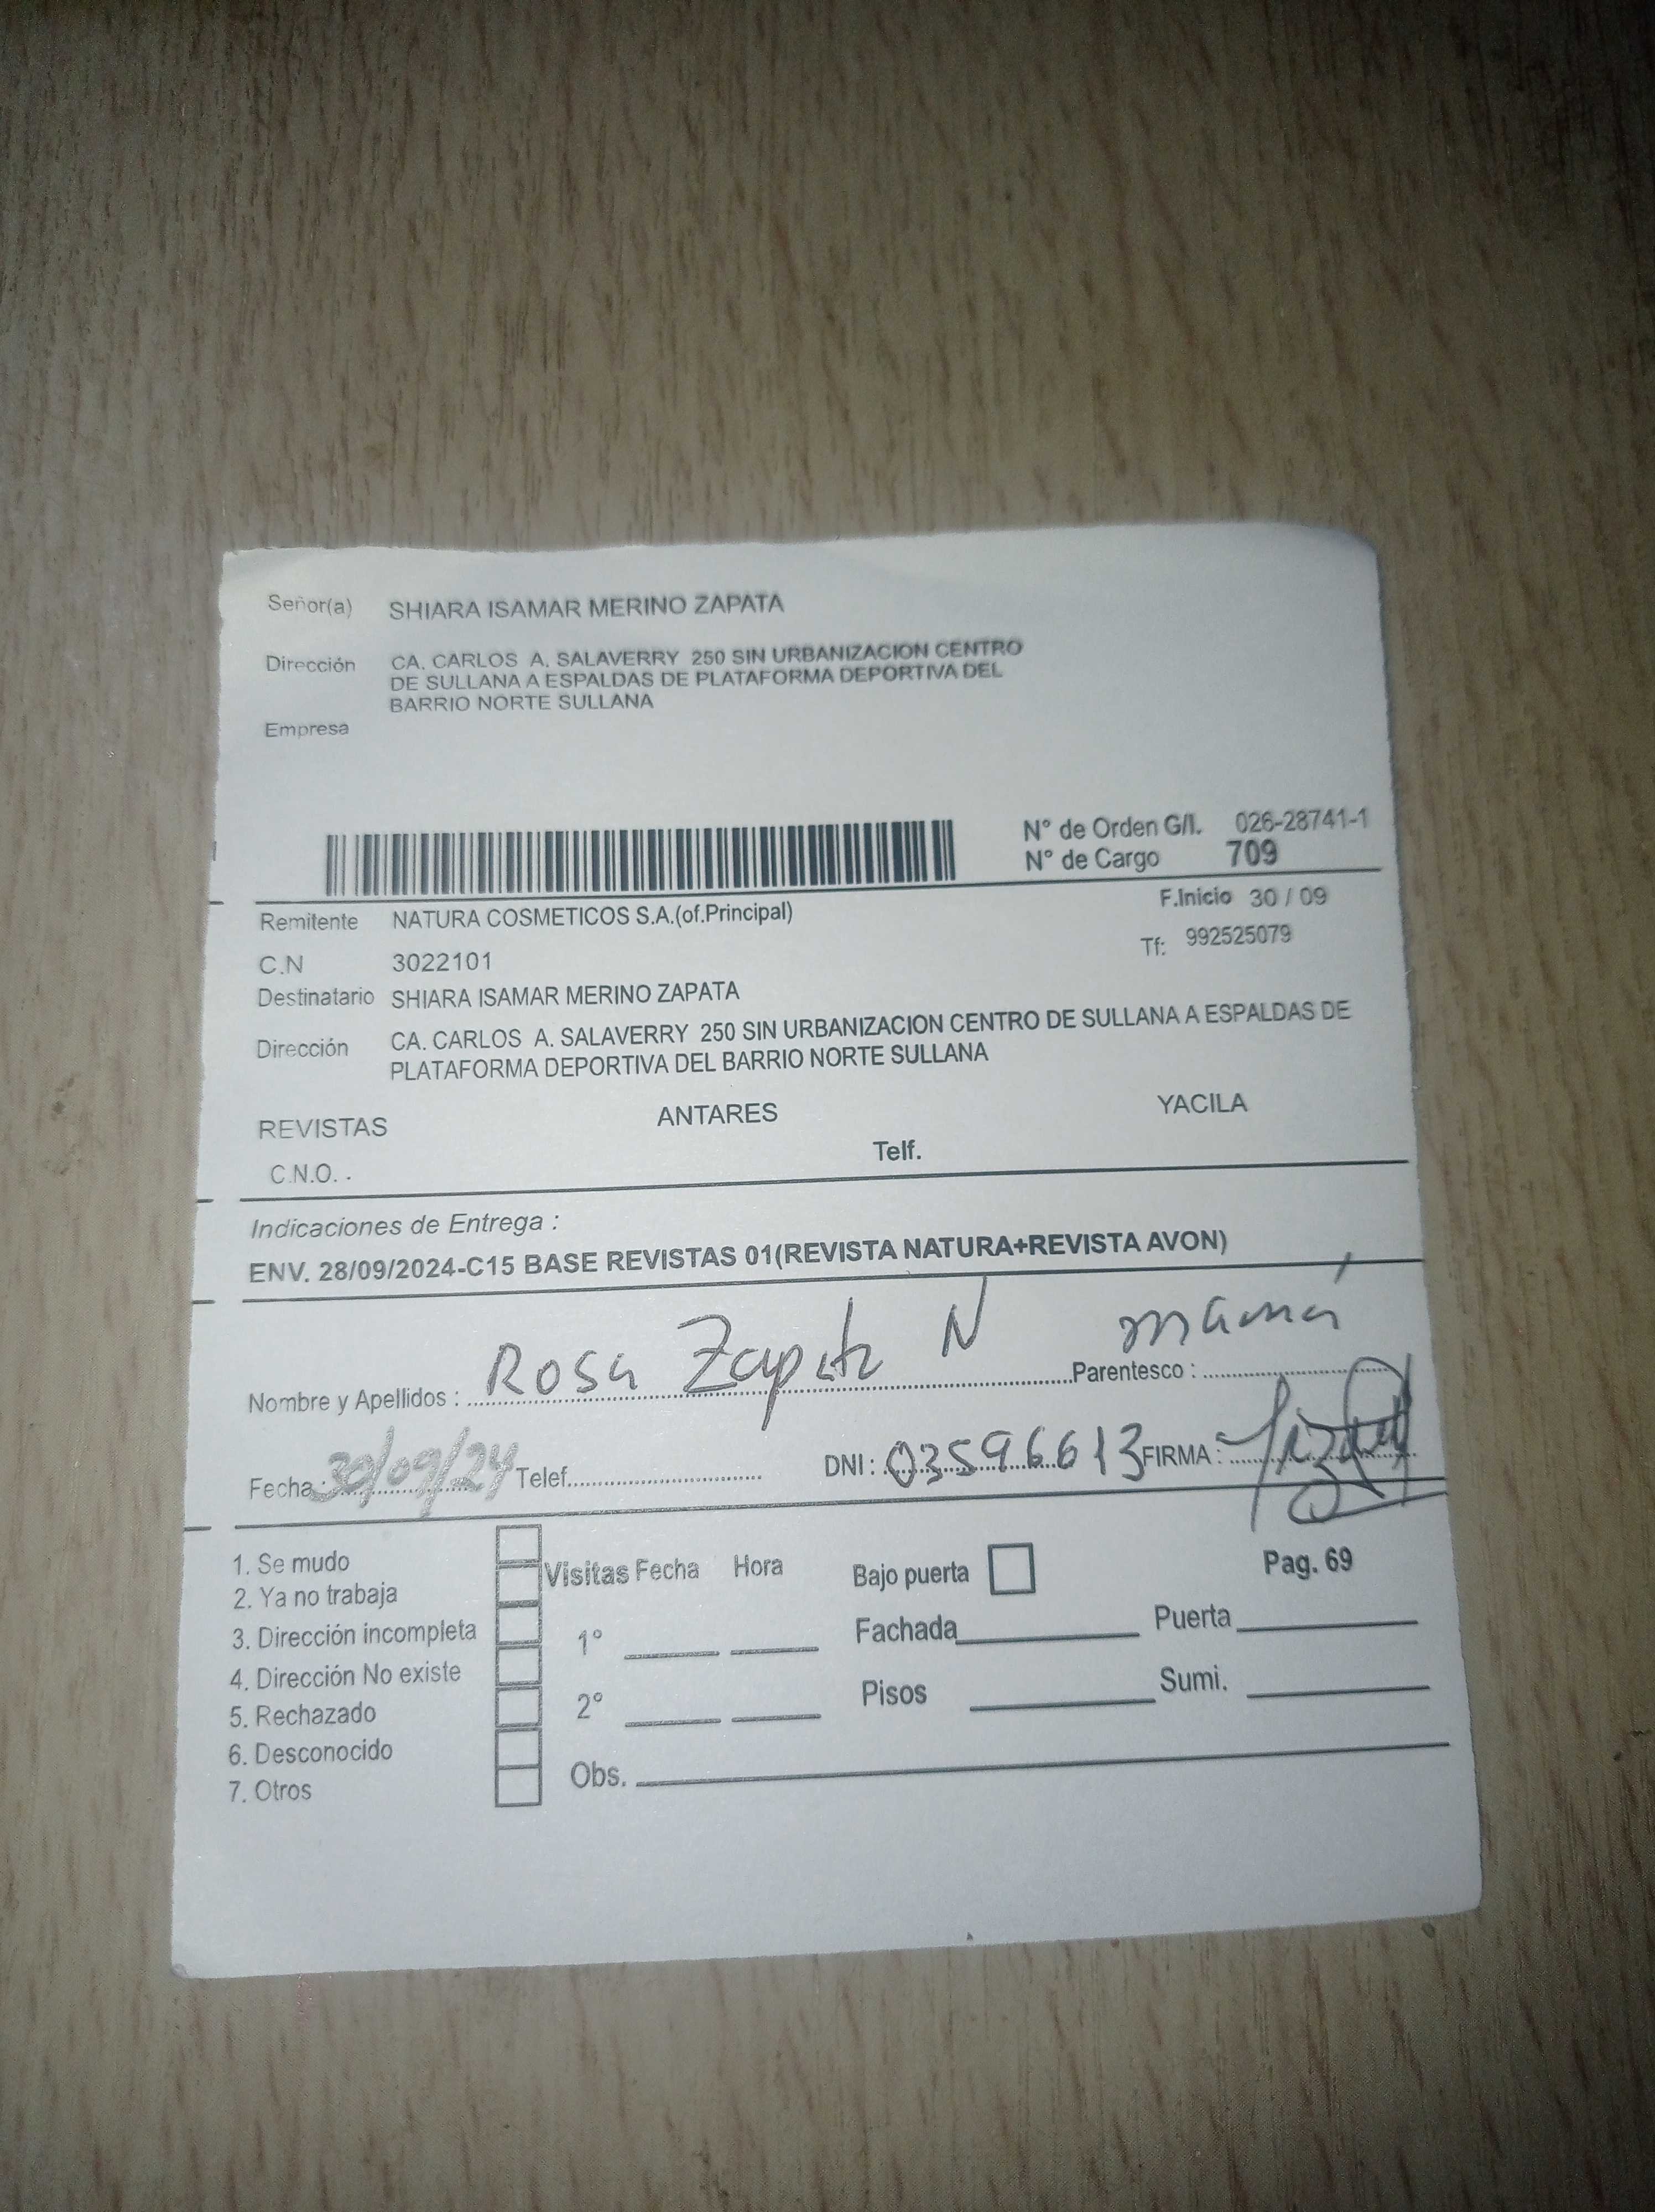 Señor(a) SHIARA ISAMAR MERINO ZAPATA
Dirección CA. CARLOS A. SALAVERRY 250 SIN URBANIZACION CENTRO
DE SULLANA A ESPALDAS DE PLATAFORMA DEPORTIVA DEL
BARRIO NORTE SULLANA
Empresa
N° de Orden G/I. 026-28741-1
N° de Cargo 709
F.Inicio 30 / 09
Remitente NATURA COSMETICOS S.A.(of.Principal)
Tf: 992525079
C.N 3022101
Destinatario SHIARA ISAMAR MERINO ZAPATA
Dirección CA. CARLOS A. SALAVERRY 250 SIN URBANIZACION CENTRO DE SULLANA A ESPALDAS DE
PLATAFORMA DEPORTIVA DEL BARRIO NORTE SULLANA
REVISTAS ANTARES YACILA
C.N.O. . Telf.
Indicaciones de Entrega :
ENV. 28/09/2024-C15 BASE REVISTAS 01(REVISTA NATURA+REVISTA AVON)
Nombre y Apellidos : Rosa Zapata N Parentesco : mamá
Fecha : 30/09/24 Telef. DNI : 03596613 FIRMA :
1. Se mudo
2. Ya no trabaja
3. Dirección incompleta
4. Dirección No existe
5. Rechazado
6. Desconocido
7. Otros
Visitas Fecha Hora Bajo puerta Pag. 69
1° Fachada Puerta
2° Pisos Sumi.
Obs.